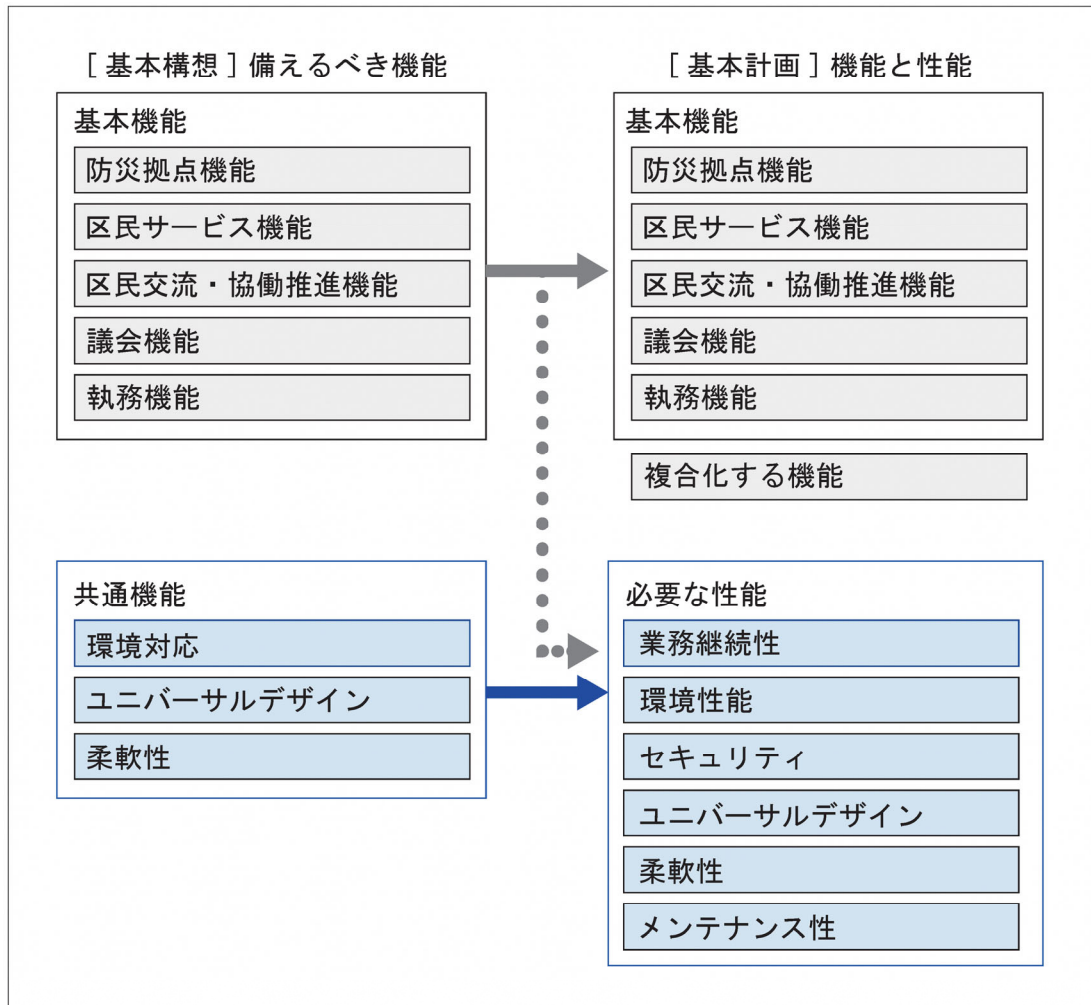 [ 基本構想 ] 備えるべき機能
基本機能
防災拠点機能
区民サービス機能
区民交流・協働推進機能
議会機能
執務機能
共通機能
環境対応
ユニバーサルデザイン
柔軟性
[ 基本計画 ] 機能と性能
基本機能
防災拠点機能
区民サービス機能
区民交流・協働推進機能
議会機能
執務機能
複合化する機能
必要な性能
業務継続性
環境性能
セキュリティ
ユニバーサルデザイン
柔軟性
メンテナンス性